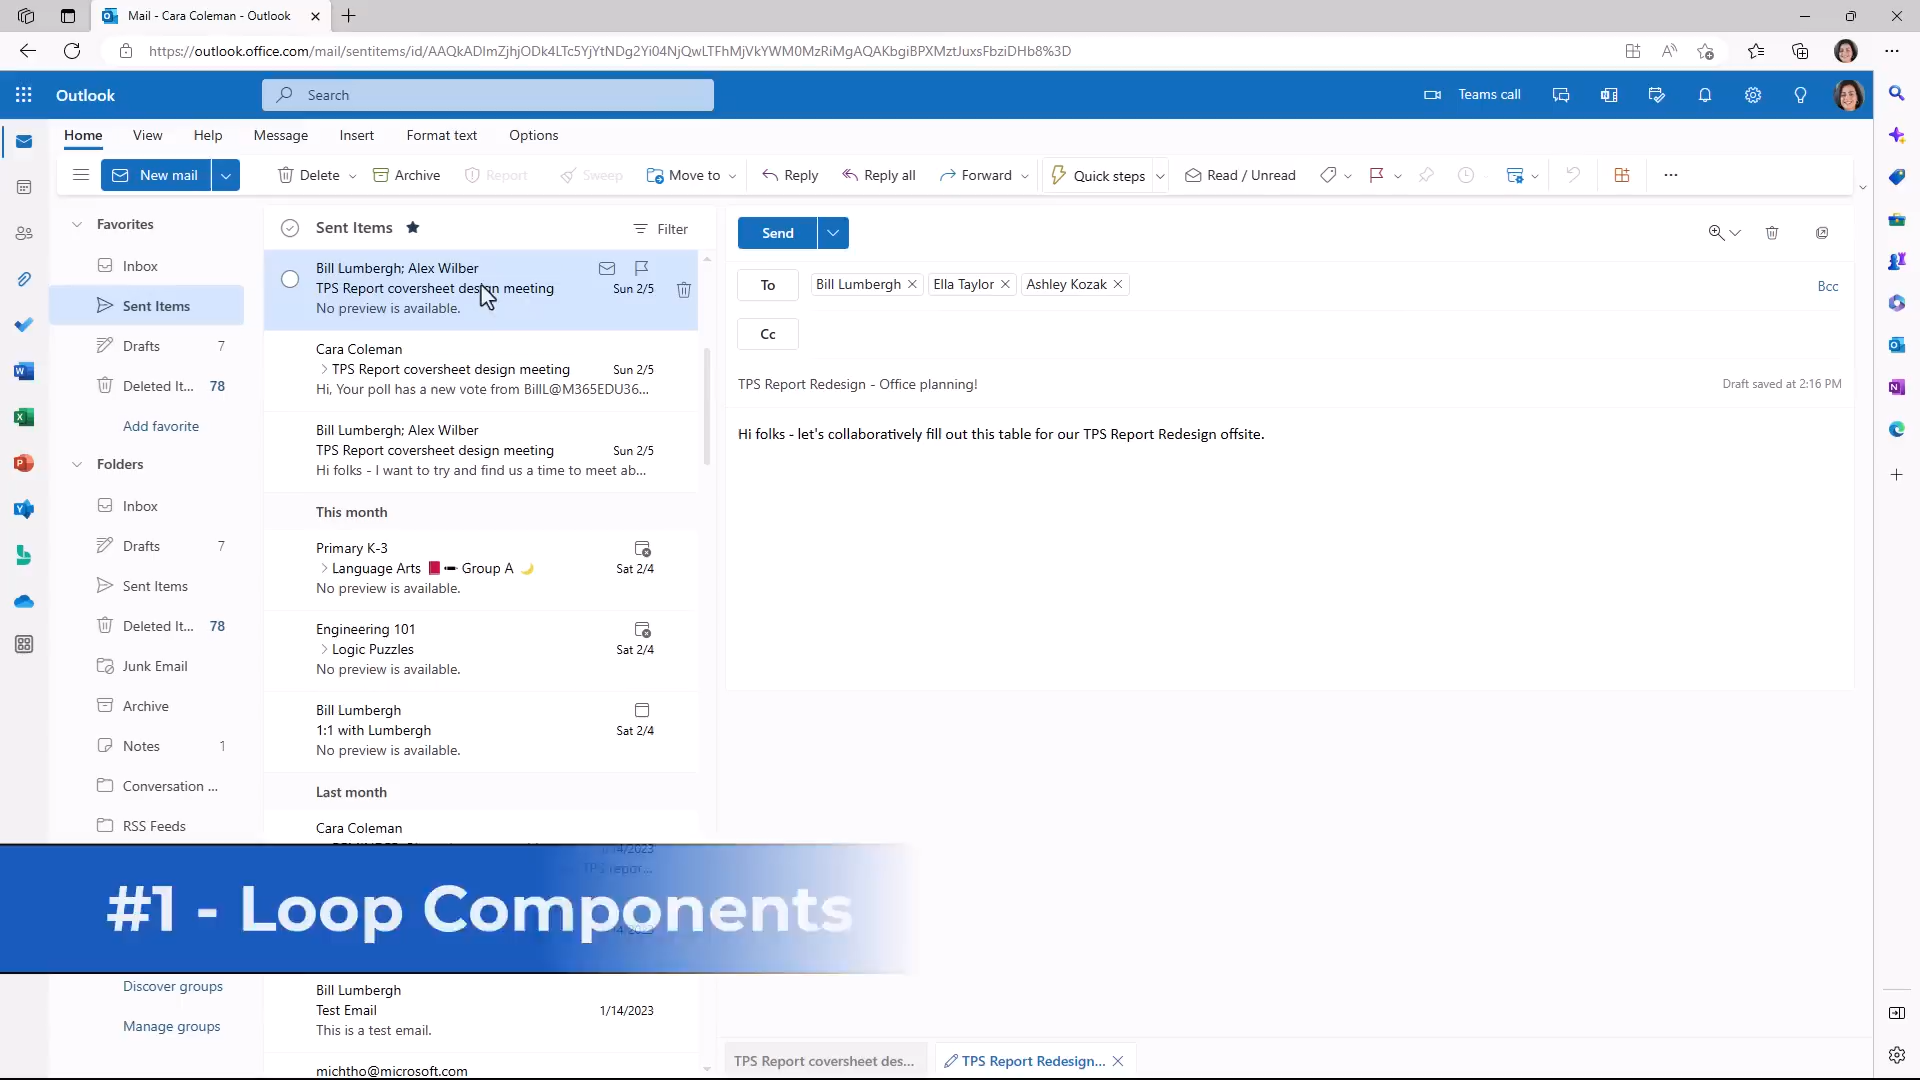 Mail - Cara Coleman - Outlook
https://outlook.office.com/mail/sentitems/id/AAQkADImZjhjODk4LTc5YjYtNDg2Yi04NjQwLTFhMjVkYWM0MzRiMgAQAKbgiBPXMztJuxsFbziDHb8%3D
Outlook
Search
Teams call
Home View Help Message Insert Format text Options
New mail Delete Archive Report Sweep Move to Reply Reply all Forward Quick steps Read / Unread
Favorites
Inbox
Sent Items
Drafts 7
Deleted It... 78
Add favorite
Folders
Inbox
Drafts 7
Sent Items
Deleted It... 78
Junk Email
Archive
Notes 1
Conversation ...
RSS Feeds
Discover groups
Manage groups
Sent Items
Filter
Bill Lumbergh; Alex Wilber
TPS Report coversheet design meeting Sun 2/5
No preview is available.
Cara Coleman
TPS Report coversheet design meeting Sun 2/5
Hi, Your poll has a new vote from BillL@M365EDU36...
Bill Lumbergh; Alex Wilber
TPS Report coversheet design meeting Sun 2/5
Hi folks - I want to try and find us a time to meet ab...
This month
Primary K-3
Language Arts 📕 Group A 🌙 Sat 2/4
No preview is available.
Engineering 101
Logic Puzzles Sat 2/4
No preview is available.
Bill Lumbergh
1:1 with Lumbergh Sat 2/4
No preview is available.
Last month
Cara Coleman
#1 - Loop Components
Bill Lumbergh
Test Email 1/14/2023
This is a test email.
michtho@microsoft.com
Send
To Bill Lumbergh Ella Taylor Ashley Kozak Bcc
Cc
TPS Report Redesign - Office planning! Draft saved at 2:16 PM
Hi folks - let's collaboratively fill out this table for our TPS Report Redesign offsite.
TPS Report coversheet des... TPS Report Redesign...